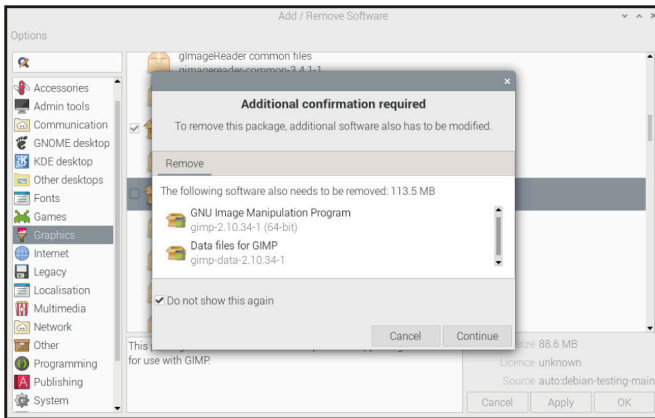 Add / Remove Software
Options
gImageReader common files
gimagereader-common-3.4.1-1
Accessories
Admin tools
Communication
GNOME desktop
KDE desktop
Other desktops
Fonts
Games
Graphics
Internet
Legacy
Localisation
Multimedia
Network
Other
Programming
Publishing
System
Additional confirmation required
To remove this package, additional software also has to be modified.
Remove
The following software also needs to be removed: 113.5 MB
GNU Image Manipulation Program
gimp-2.10.34-1 (64-bit)
Data files for GIMP
gimp-data-2.10.34-1
Do not show this again
Cancel Continue
This
for use with GIMP.
size 88.6 MB
Licence unknown
Source auto:debian-testing-main
Cancel Apply OK